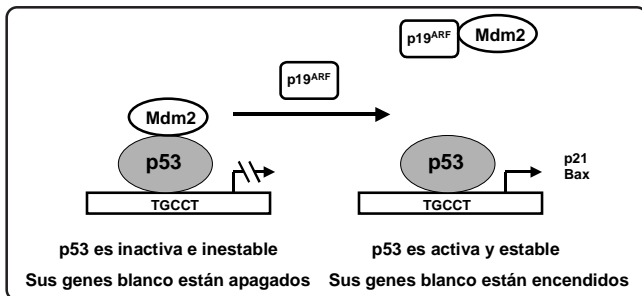 p19ARF Mdm2
p19ARF
Mdm2
p53
TGCCT
p53 es inactiva e inestable
Sus genes blanco están apagados
p53
p21
Bax
TGCCT
p53 es activa y estable
Sus genes blanco están encendidos